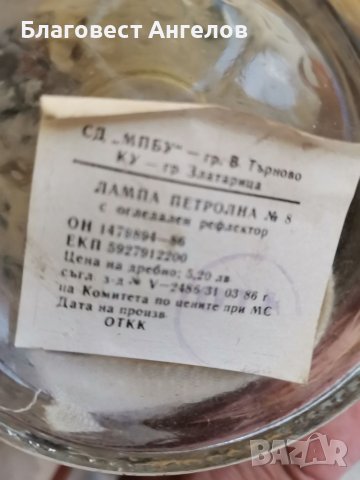 Благовест Ангелов
СД „МПБУ" — гр. В. Търново
КУ — гр Златарица
ЛАМПА ПЕТРОЛНА № 8
с огледален рефлектор
ОН 1478894—86
ЕКП 5927912200
Цена на дребно: 5,20 лв
съгл з-д № V—2486/31 03 86 г
на Комитета по цените при МС
Дата на произв.
ОТКК
BAZAR